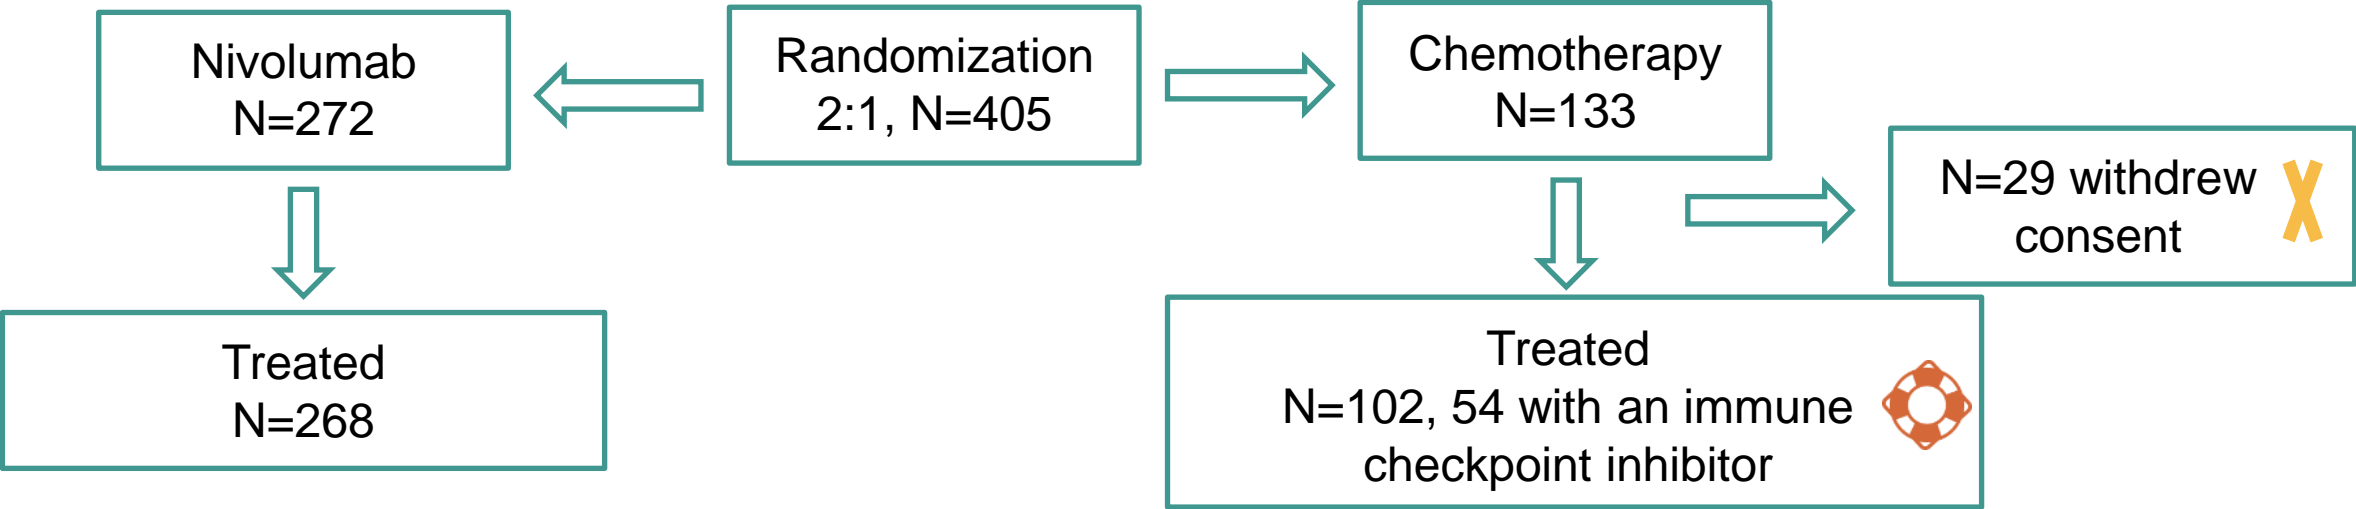 Nivolumab
N=272
Randomization
2:1, N=405
Chemotherapy
N=133
N=29 withdrew
consent
Treated
N=268
Treated
N=102, 54 with an immune
checkpoint inhibitor